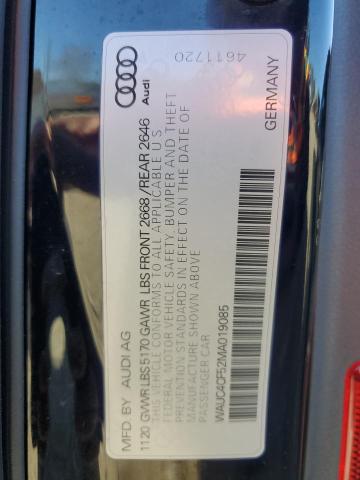 4611720
Audi
MFD. BY AUDI AG
1120 GVWR LBS 5170 GAWR LBS FRONT 2668 / REAR 2646
THIS VEHICLE CONFORMS TO ALL APPLICABLE U S
FEDERAL MOTOR VEHICLE SAFETY, BUMPER AND THEFT
PREVENTION STANDARDS IN EFFECT ON THE DATE OF
MANUFACTURE SHOWN ABOVE
PASSENGER CAR
WAUC4CF52MA019085
GERMANY